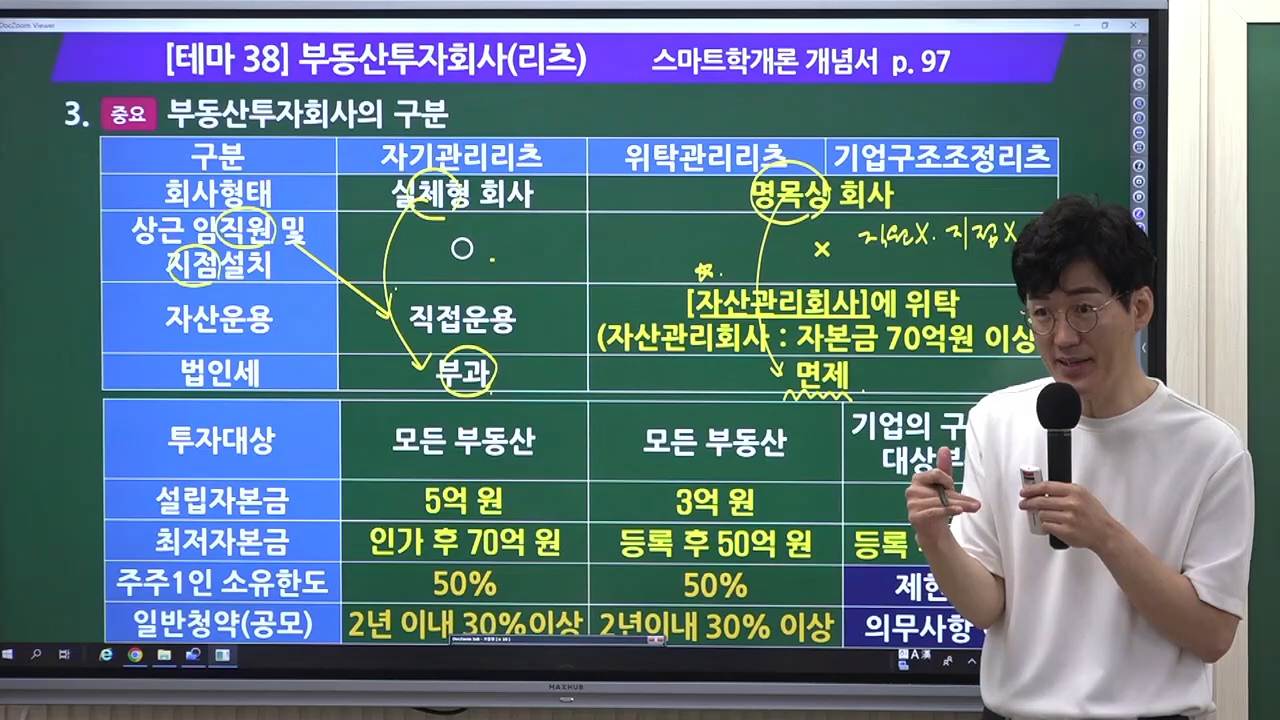 DocZoom Viewer
[테마 38] 부동산투자회사(리츠) 스마트학개론 개념서 p. 97
3. 중요 부동산투자회사의 구분
구분 자기관리리츠 위탁관리리츠 기업구조조정리츠
회사형태 실체형 회사 명목상 회사
상근 임직원 및
지점설치 ○ × 직원X. 지점X
자산운용 직접운용 [자산관리회사]에 위탁
(자산관리회사 : 자본금 70억원 이상
법인세 부과 면제
투자대상 모든 부동산 모든 부동산 기업의 구
대상부
설립자본금 5억 원 3억 원
최저자본금 인가 후 70억 원 등록 후 50억 원 등록
주주1인 소유한도 50% 50% 제한
일반청약(공모) 2년 이내 30%이상 2년이내 30% 이상 의무사항
A 漢
MAXHUB